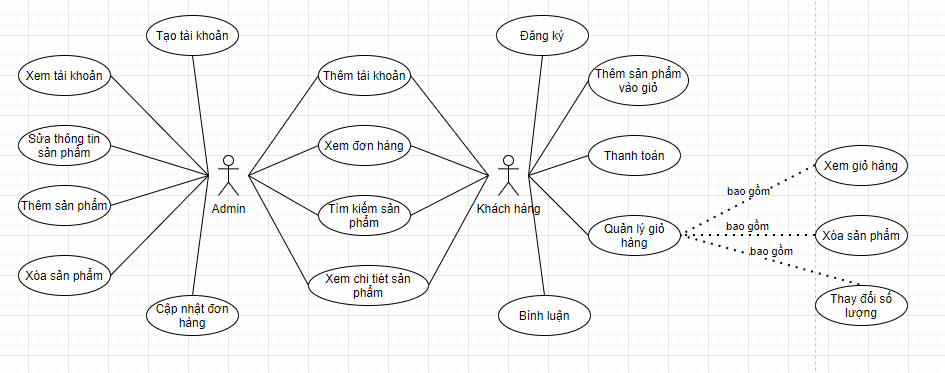 Tạo tài khoản
Đăng ký
Xem tài khoản
Thêm tài khoản
Thêm sản phẩm
vào giỏ
Sửa thông tin
sản phẩm
Xem đơn hàng
Thanh toán
Xem giỏ hàng
bao gồm
Thêm sản phẩm
Admin
Tìm kiếm sản
phẩm
Khách hàng
Quản lý giỏ
hàng
bao gồm
Xóa sản phẩm
bao gồm
Xóa sản phẩm
Xem chi tiết sản
phẩm
Cập nhật đơn
hàng
Bình luận
Thay đổi số
lượng